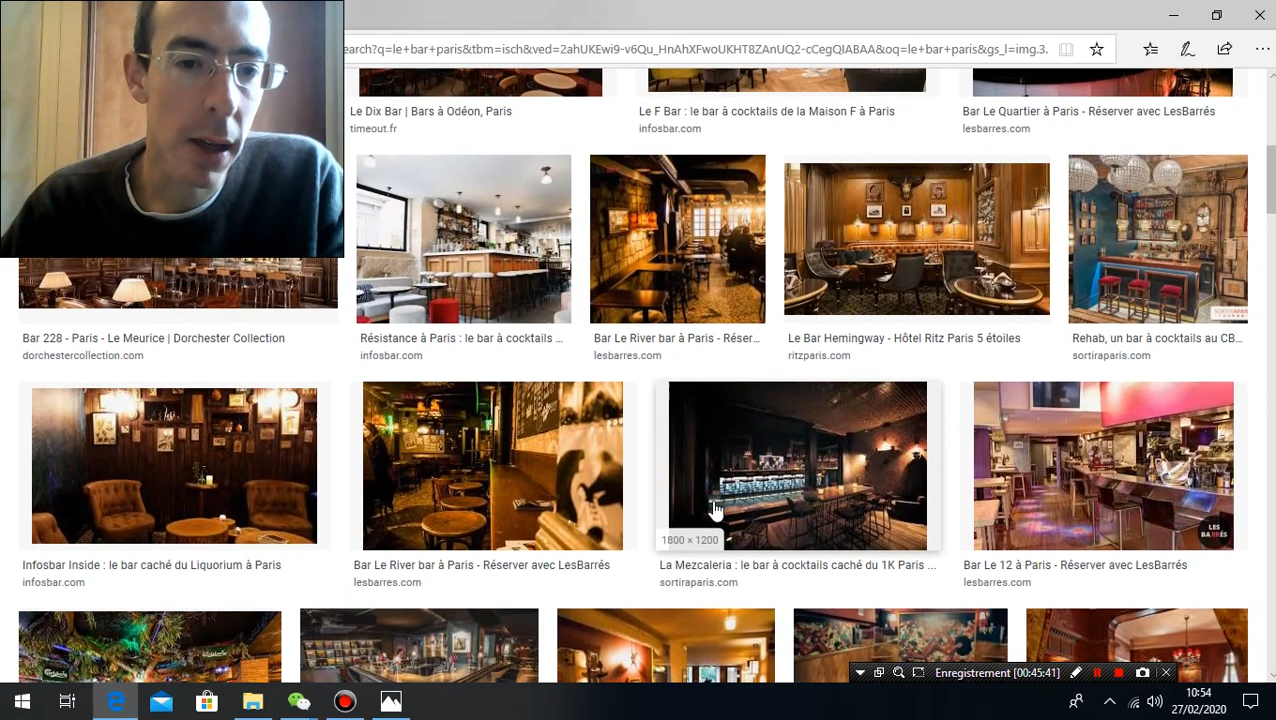 earch?q=le+bar+paris&tbm=isch&ved=2ahUKEwi9-v6Qu_HnAhXFwoUKHT8ZAnUQ2-cCegQIABAA&oq=le+bar+paris&gs_l=img.3.
Le Dix Bar | Bars à Odéon, Paris
timeout.fr
Le F Bar : le bar à cocktails de la Maison F à Paris
infosbar.com
Bar Le Quartier à Paris - Réserver avec LesBarrés
lesbarres.com
Bar 228 - Paris - Le Meurice | Dorchester Collection
dorchestercollection.com
Résistance à Paris : le bar à cocktails ...
infosbar.com
Bar Le River bar à Paris - Réser...
lesbarres.com
Le Bar Hemingway - Hôtel Ritz Paris 5 étoiles
ritzparis.com
Rehab, un bar à cocktails au CB...
sortiraparis.com
1800 × 1200
LES
BARRÉS
Infosbar Inside : le bar caché du Liquorium à Paris
infosbar.com
Bar Le River bar à Paris - Réserver avec LesBarrés
lesbarres.com
La Mezcaleria : le bar à cocktails caché du 1K Paris ...
sortiraparis.com
Bar Le 12 à Paris - Réserver avec LesBarrés
lesbarres.com
Enregistrement [00:45:41]
10:54
27/02/2020